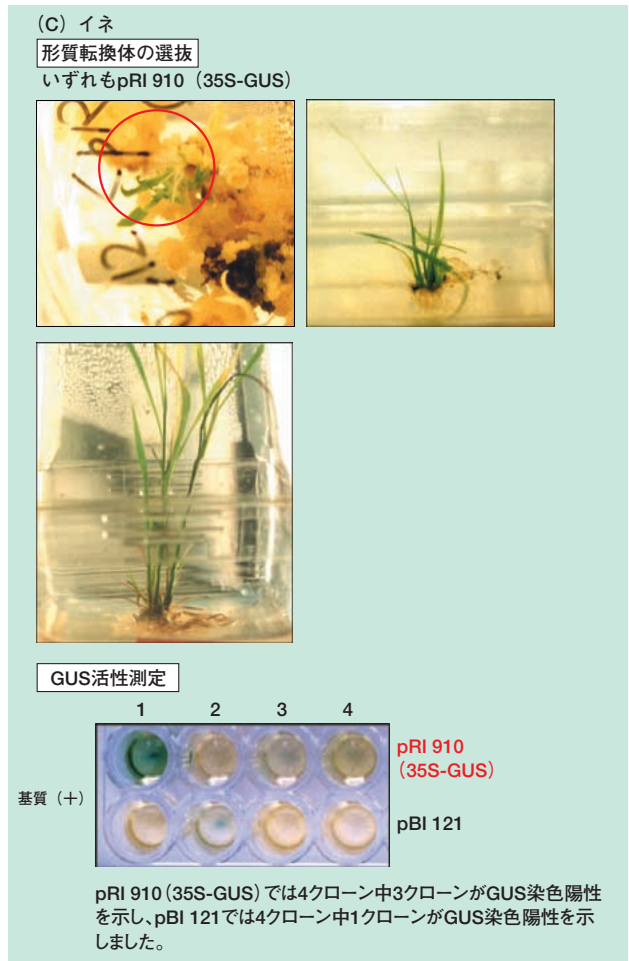 (C) イネ
形質転換体の選抜
いずれもpRI 910(35S-GUS)
12
GUS活性測定
1 2 3 4
pRI 910
(35S-GUS)
基質(+)
pBI 121
pRI 910(35S-GUS)では4クローン中3クローンがGUS染色陽性
を示し、pBI 121では4クローン中1クローンがGUS染色陽性を示
しました。